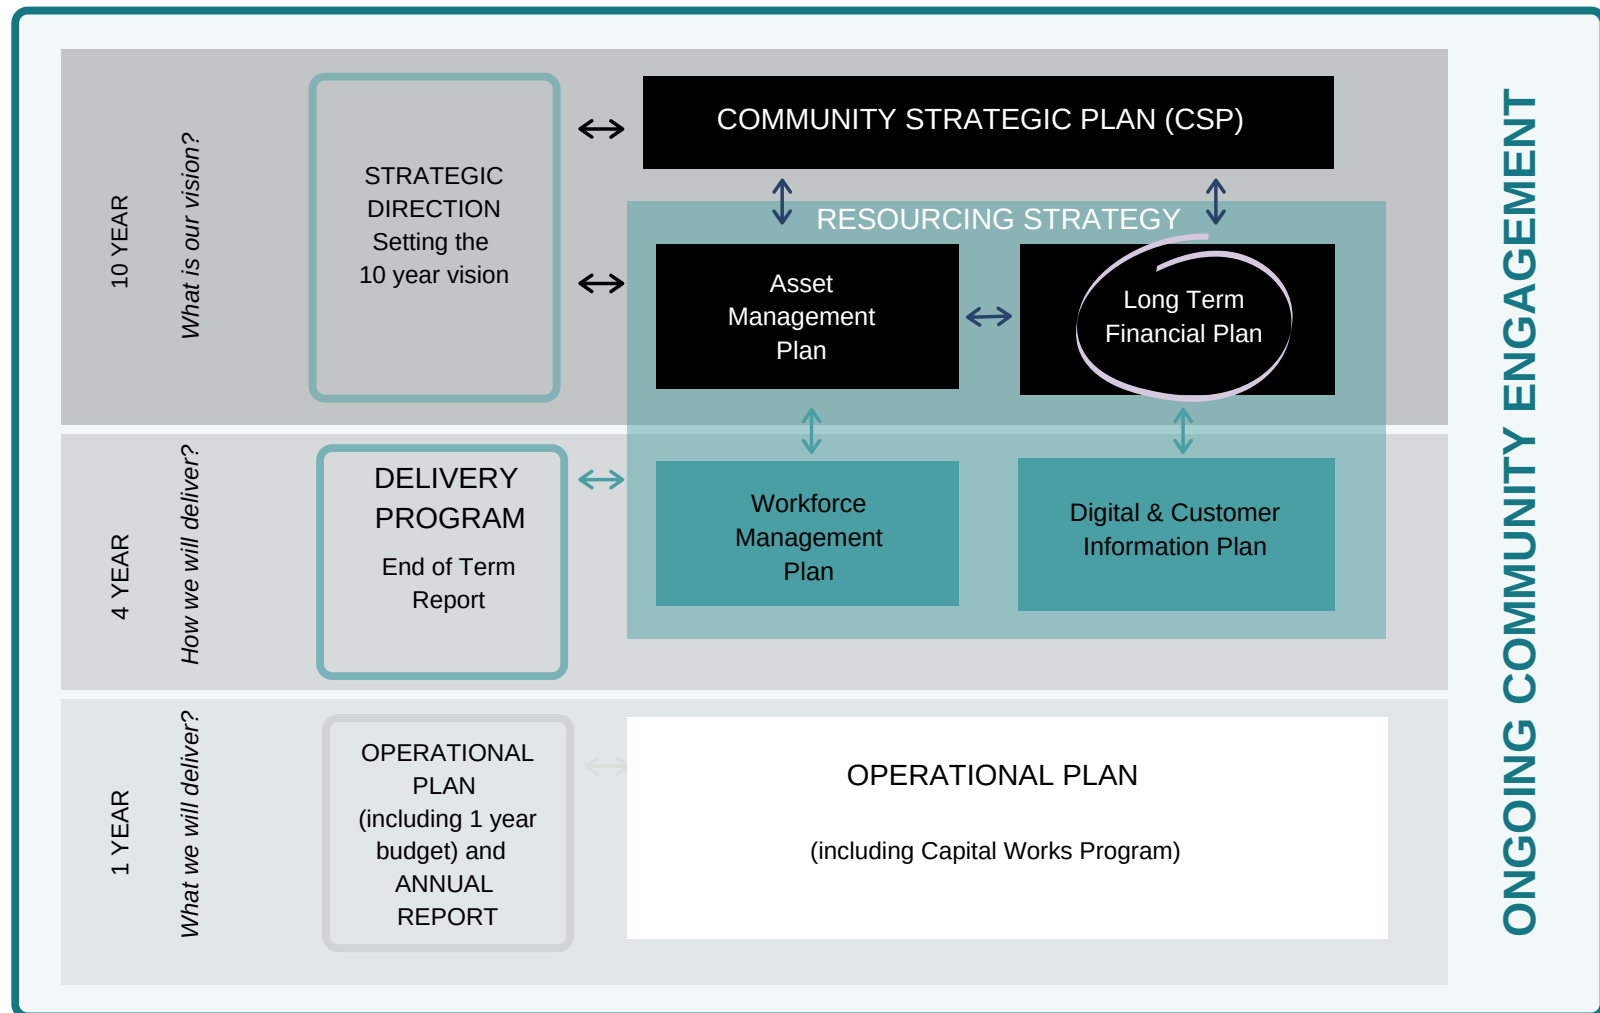 10 YEAR
What is our vision?
STRATEGIC
DIRECTION
Setting the
10 year vision
COMMUNITY STRATEGIC PLAN (CSP)
RESOURCING STRATEGY
Asset
Management
Plan
Long Term
Financial Plan
4 YEAR
How we will deliver?
DELIVERY
PROGRAM
End of Term
Report
Workforce
Management
Plan
Digital & Customer
Information Plan
1 YEAR
What we will deliver?
OPERATIONAL
PLAN
(including 1 year
budget) and
ANNUAL
REPORT
OPERATIONAL PLAN
(including Capital Works Program)
ONGOING COMMUNITY ENGAGEMENT